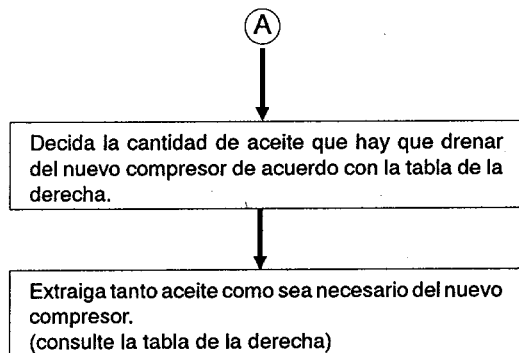 A
Decida la cantidad de aceite que hay que drenar
del nuevo compresor de acuerdo con la tabla de la
derecha.
Extraiga tanto aceite como sea necesario del nuevo
compresor.
(consulte la tabla de la derecha)